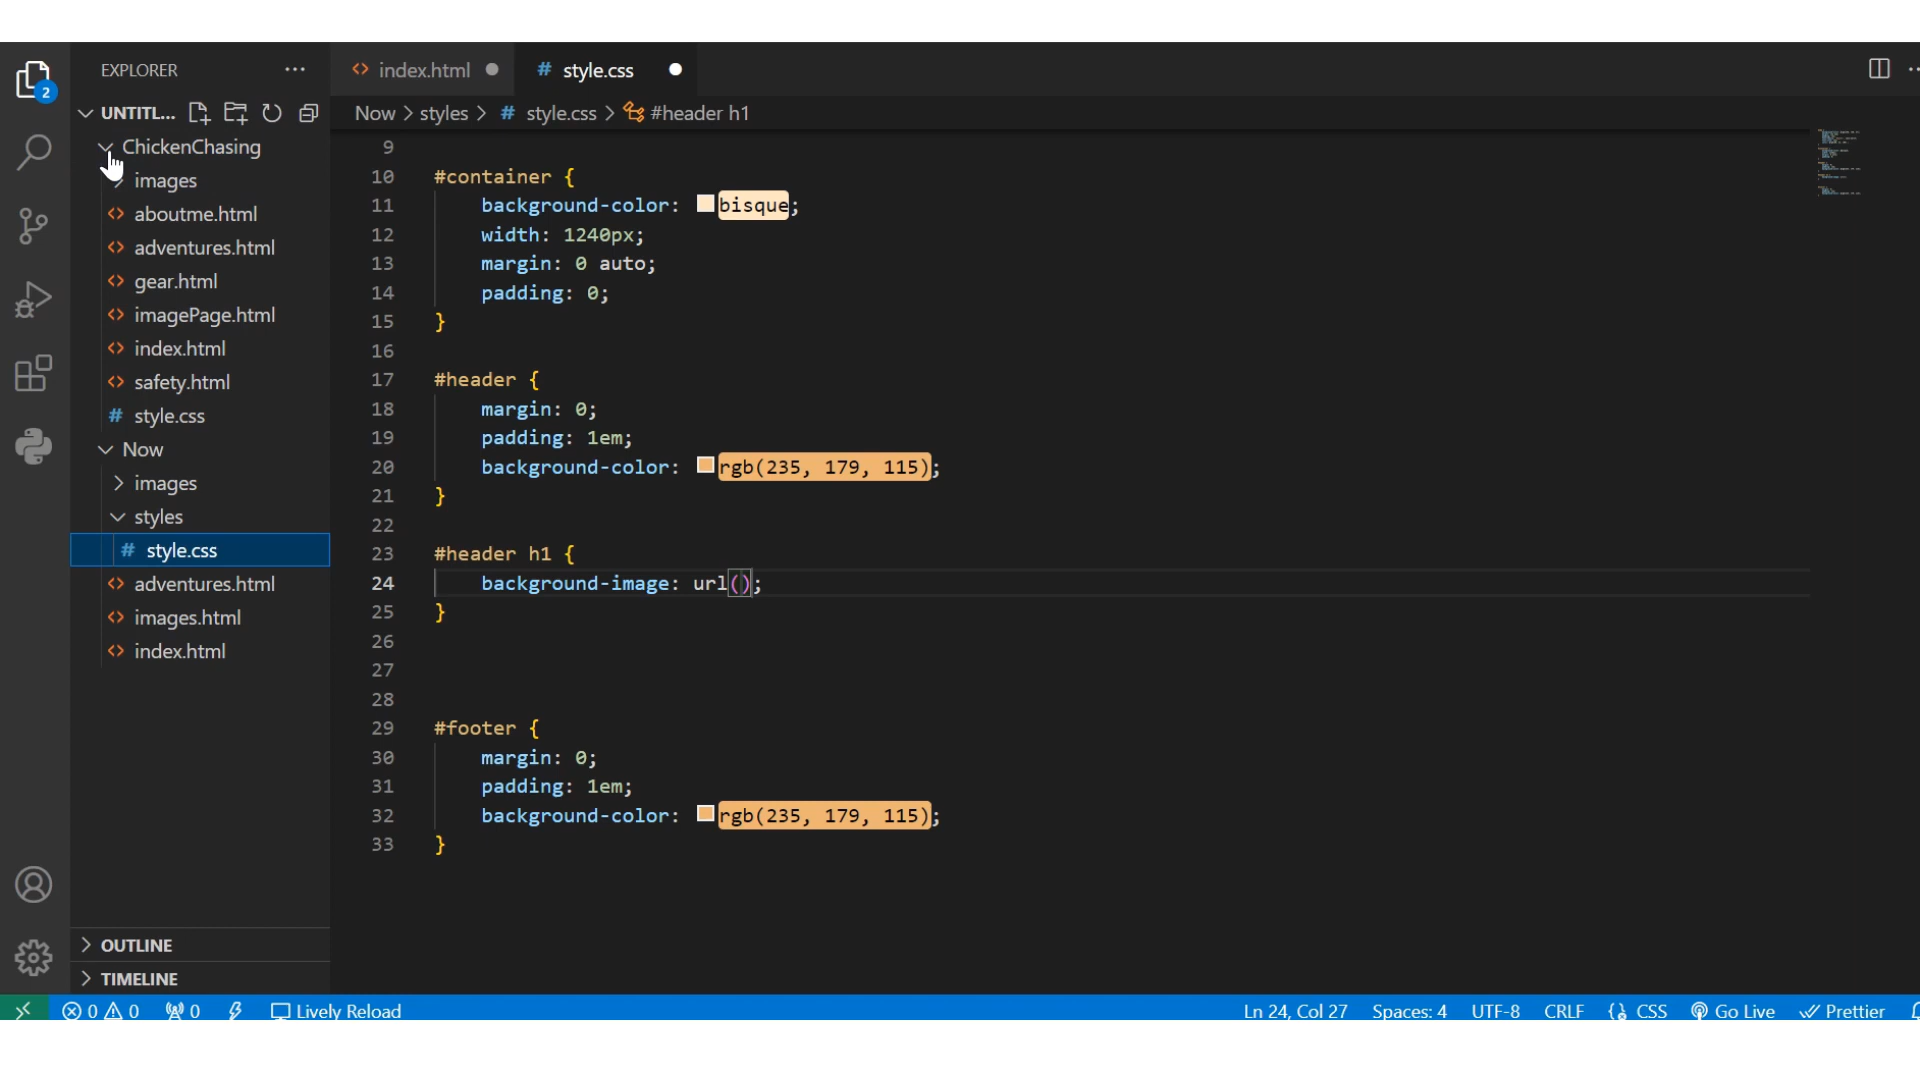 EXPLORER
index.html
# style.css
2
UNTITL...
Now > styles > # style.css > #header h1
ChickenChasing
images
aboutme.html
adventures.html
gear.html
imagePage.html
index.html
safety.html
# style.css
Now
images
styles
# style.css
adventures.html
images.html
index.html
9
10 #container {
11 background-color: bisque;
12 width: 1240px;
13 margin: 0 auto;
14 padding: 0;
15 }
16
17 #header {
18 margin: 0;
19 padding: 1em;
20 background-color: rgb(235, 179, 115);
21 }
22
23 #header h1 {
24 background-image: url();
25 }
26
27
28
29 #footer {
30 margin: 0;
31 padding: 1em;
32 background-color: rgb(235, 179, 115);
33 }
OUTLINE
TIMELINE
0 0 0 Lively Reload Ln 24, Col 27 Spaces: 4 UTF-8 CRLF CSS Go Live Prettier